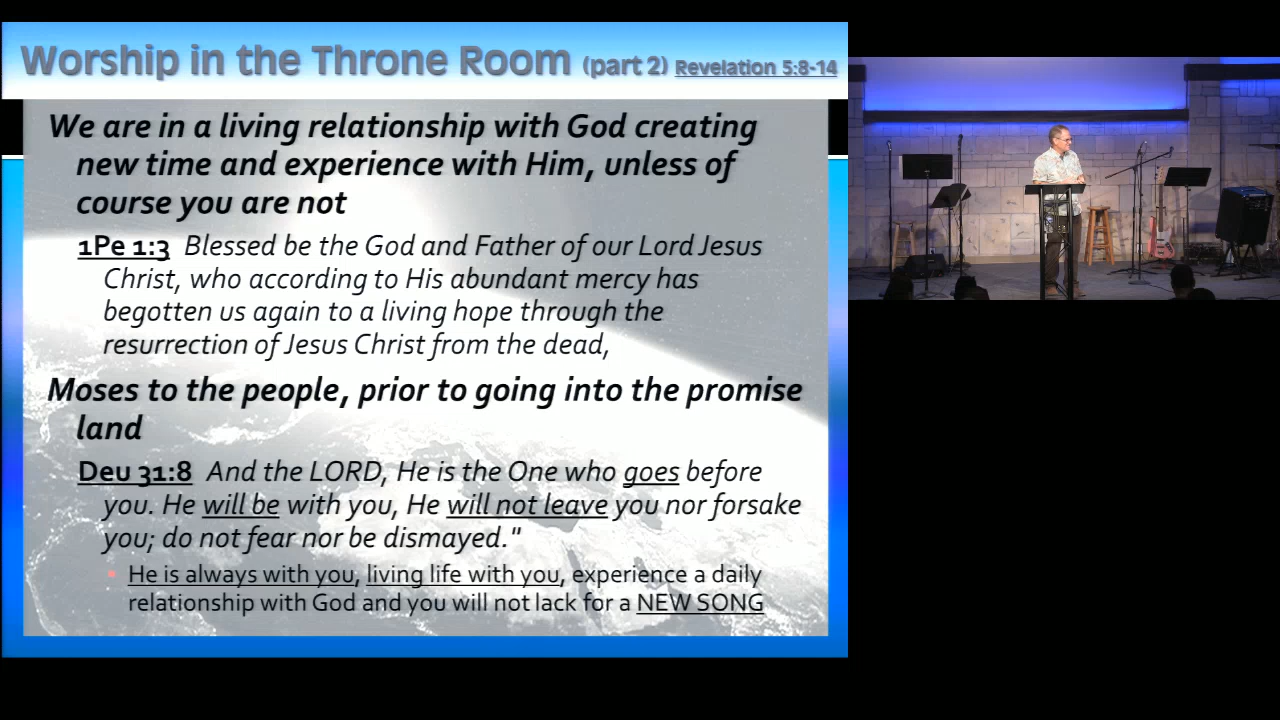 Worship in the Throne Room (part 2) Revelation 5:8-14
We are in a living relationship with God creating
new time and experience with Him, unless of
course you are not
1Pe 1:3 Blessed be the God and Father of our Lord Jesus
Christ, who according to His abundant mercy has
begotten us again to a living hope through the
resurrection of Jesus Christ from the dead,
Moses to the people, prior to going into the promise
land
Deu 31:8 And the LORD, He is the One who goes before
you. He will be with you, He will not leave you nor forsake
you; do not fear nor be dismayed."
He is always with you, living life with you, experience a daily
relationship with God and you will not lack for a NEW SONG